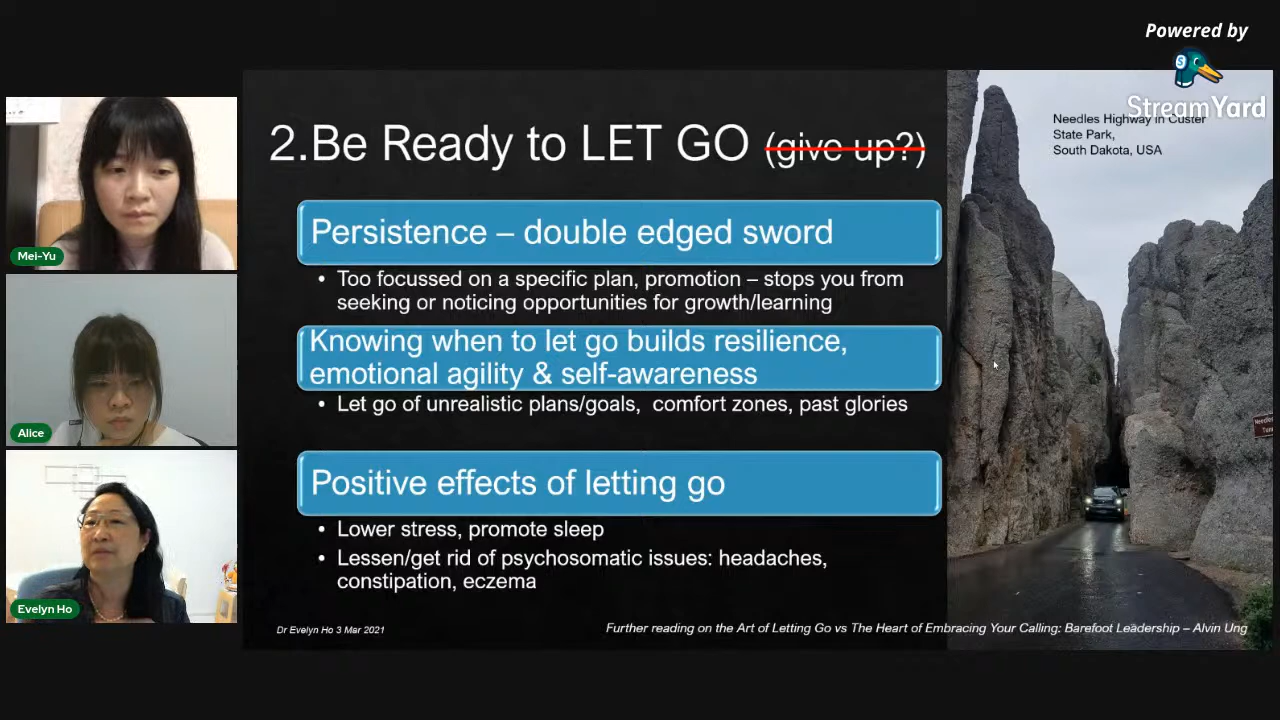 Powered by
StreamYard
Mei-Yu
Alice
Evelyn Ho
2.Be Ready to LET GO (give up?)
Persistence – double edged sword
• Too focussed on a specific plan, promotion – stops you from
seeking or noticing opportunities for growth/learning
Knowing when to let go builds resilience,
emotional agility & self-awareness
• Let go of unrealistic plans/goals, comfort zones, past glories
Positive effects of letting go
• Lower stress, promote sleep
• Lessen/get rid of psychosomatic issues: headaches,
constipation, eczema
Dr Evelyn Ho 3 Mar 2021
Further reading on the Art of Letting Go vs The Heart of Embracing Your Calling: Barefoot Leadership – Alvin Ung
Needles Highway in Custer
State Park,
South Dakota, USA